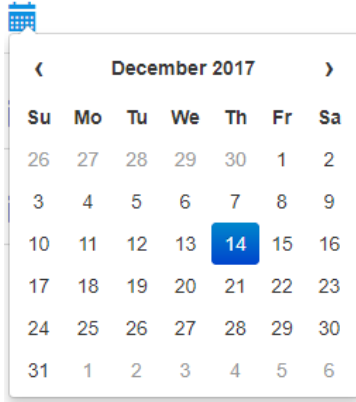 ‹ December 2017 ›
Su Mo Tu We Th Fr Sa
26 27 28 29 30 1 2
3 4 5 6 7 8 9
10 11 12 13 14 15 16
17 18 19 20 21 22 23
24 25 26 27 28 29 30
31 1 2 3 4 5 6